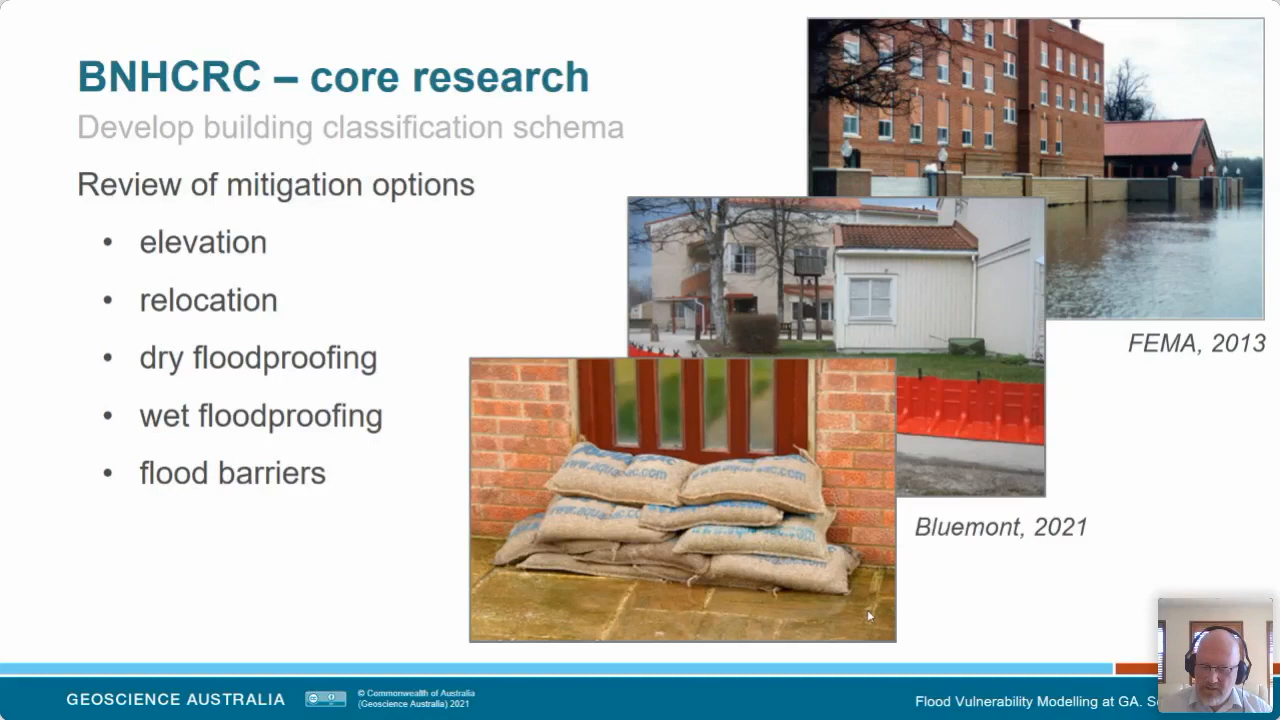 BNHCRC – core research
Develop building classification schema
Review of mitigation options
• elevation
• relocation
• dry floodproofing
• wet floodproofing
• flood barriers
FEMA, 2013
Bluemont, 2021
GEOSCIENCE AUSTRALIA
© Commonwealth of Australia
(Geoscience Australia) 2021
Flood Vulnerability Modelling at GA.